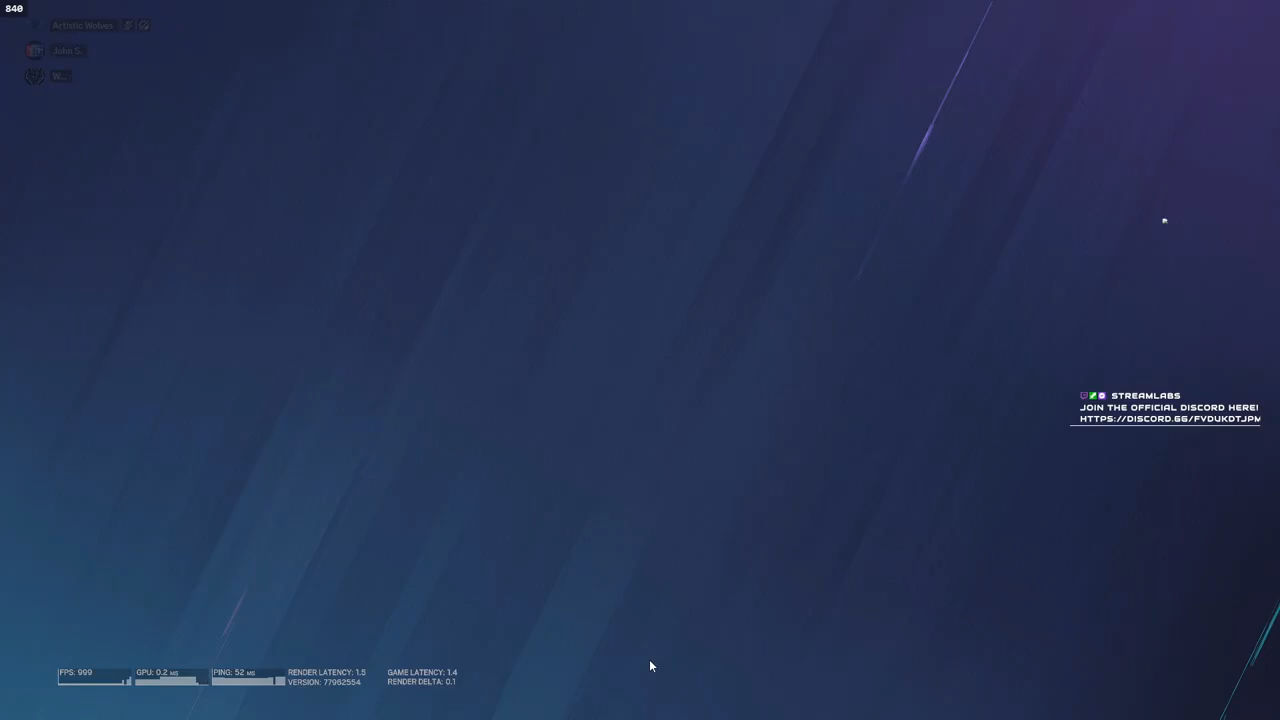 840
Artistic Wolves
John S.
W...
STREAMLABS
JOIN THE OFFICIAL DISCORD HERE!
HTTPS://DISCORD.GG/FVDUKDTJPM
FPS: 999 GPU: 0.2 MS PING: 52 MS RENDER LATENCY: 1.5 GAME LATENCY: 1.4
VERSION: 77962554 RENDER DELTA: 0.1